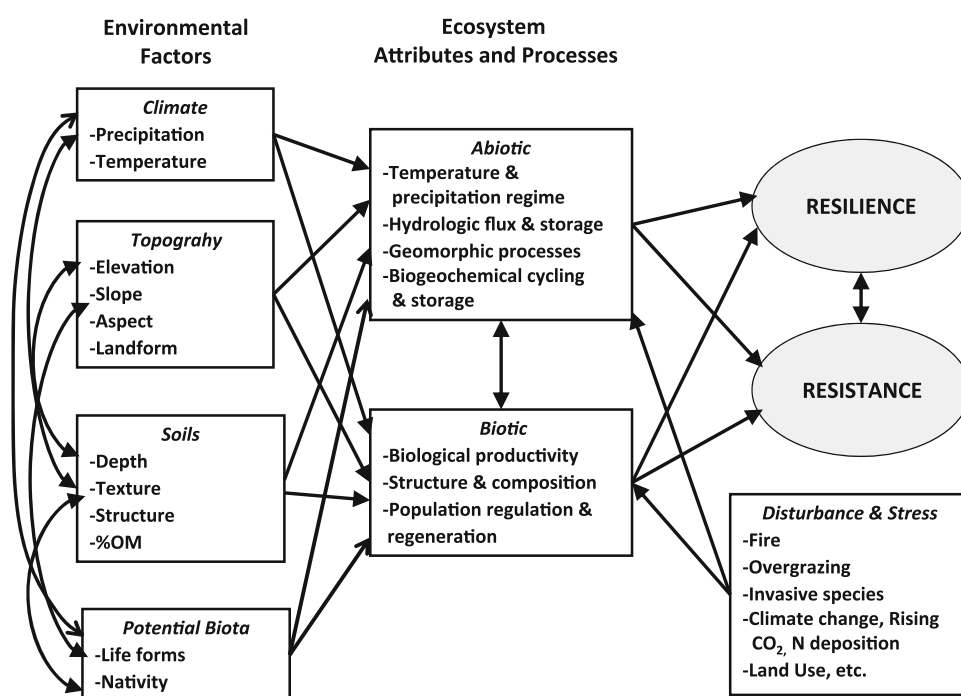 Environmental
Factors
Ecosystem
Attributes and Processes
Climate
-Precipitation
-Temperature
Topograhy
-Elevation
-Slope
-Aspect
-Landform
Soils
-Depth
-Texture
-Structure
-%OM
Potential Biota
-Life forms
-Nativity
Abiotic
-Temperature &
precipitation regime
-Hydrologic flux & storage
-Geomorphic processes
-Biogeochemical cycling
& storage
Biotic
-Biological productivity
-Structure & composition
-Population regulation &
regeneration
RESILIENCE
RESISTANCE
Disturbance & Stress
-Fire
-Overgrazing
-Invasive species
-Climate change, Rising
CO2, N deposition
-Land Use, etc.